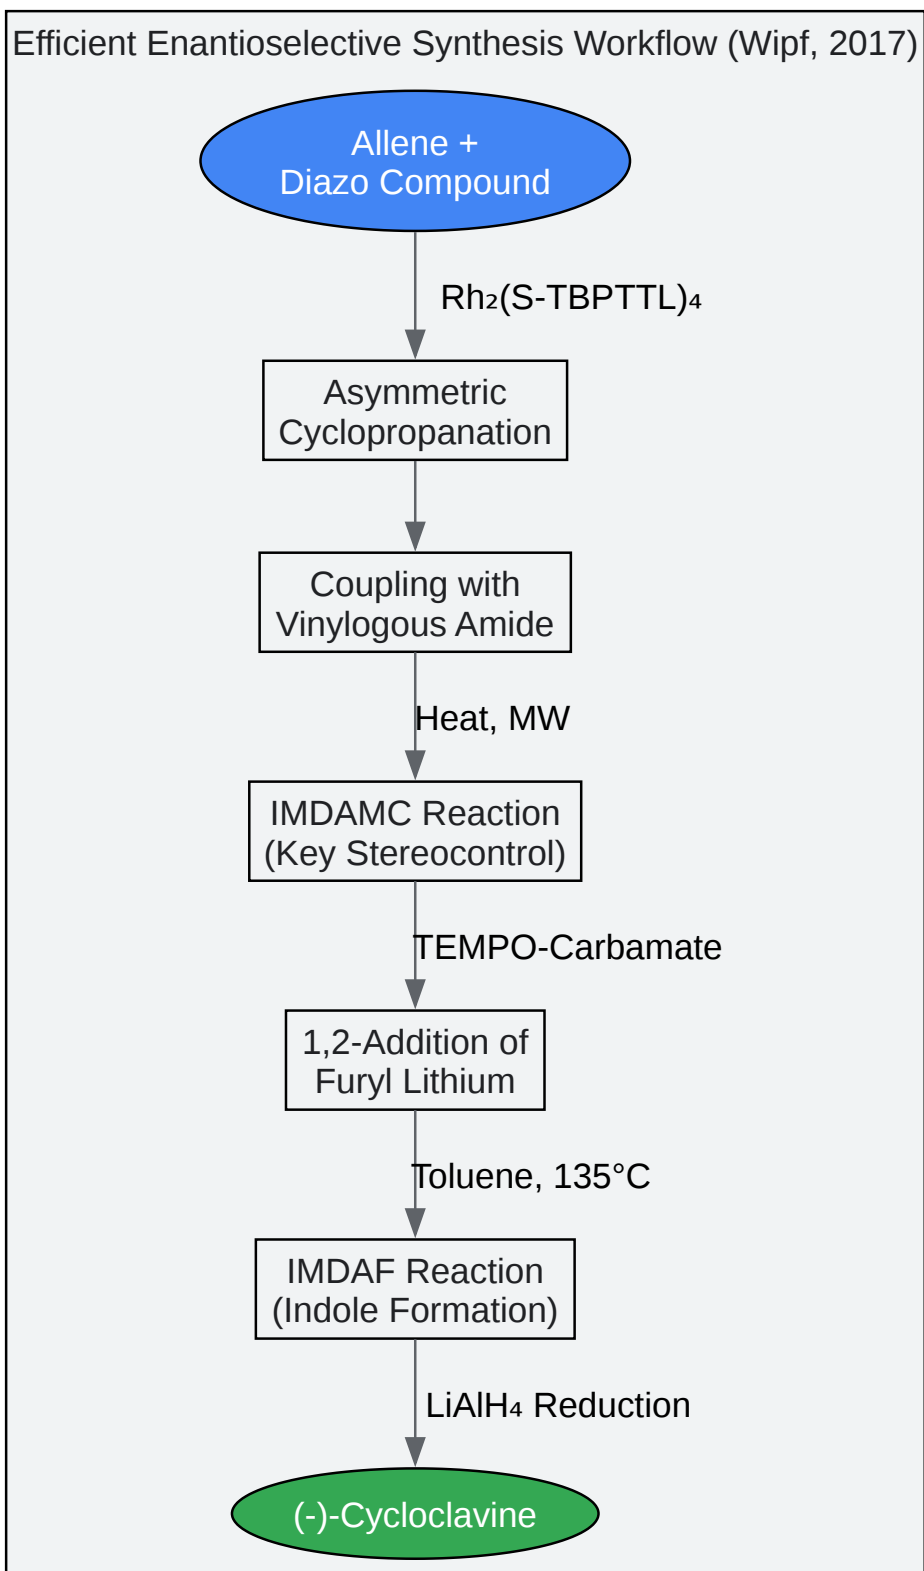 Efficient Enantioselective Synthesis Workflow (Wipf, 2017)
Allene +
Diazo Compound
Rh₂(S-TBPTTL)₄
Asymmetric
Cyclopropanation
Coupling with
Vinylogous Amide
Heat, MW
IMDAMC Reaction
(Key Stereocontrol)
TEMPO-Carbamate
1,2-Addition of
Furyl Lithium
Toluene, 135°C
IMDAF Reaction
(Indole Formation)
LiAlH₄ Reduction
(-)-Cycloclavine